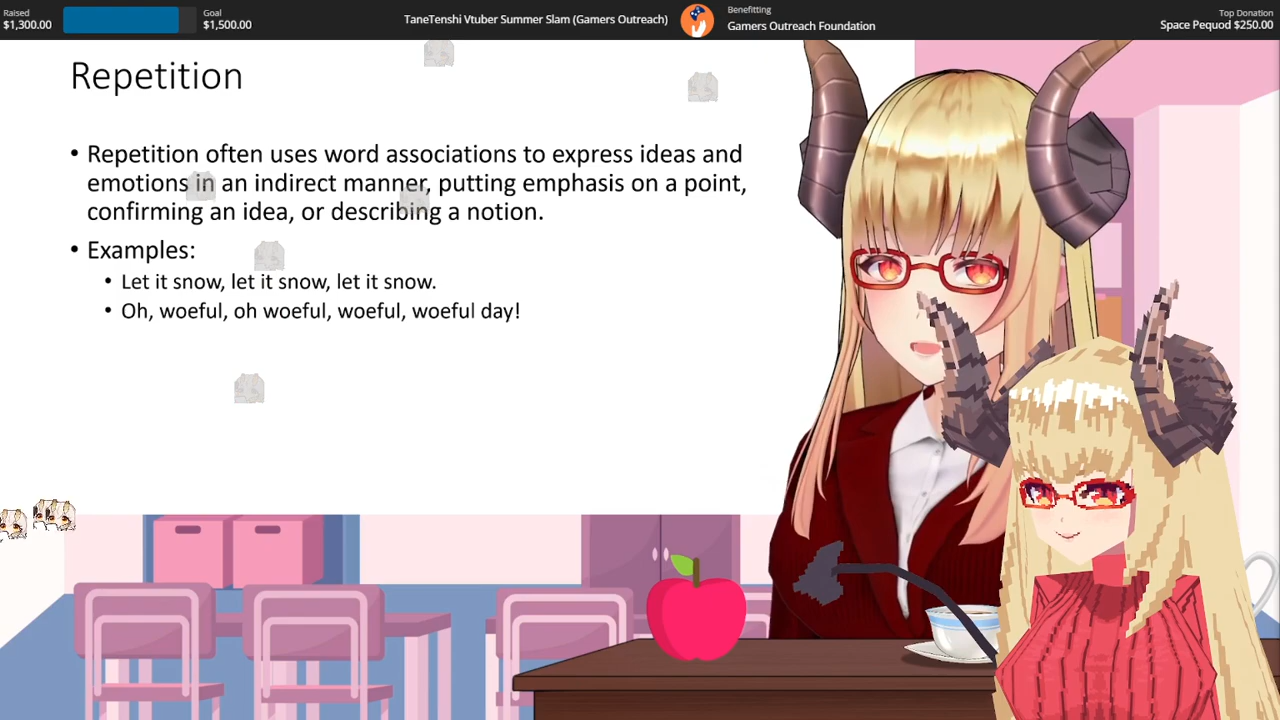 Raised
$1,300.00
Goal
$1,500.00
TaneTenshi Vtuber Summer Slam (Gamers Outreach)
Benefitting
Gamers Outreach Foundation
Top Donation
Space Pequod $250.00
Repetition
• Repetition often uses word associations to express ideas and
emotions in an indirect manner, putting emphasis on a point,
confirming an idea, or describing a notion.
• Examples:
• Let it snow, let it snow, let it snow.
• Oh, woeful, oh woeful, woeful, woeful day!